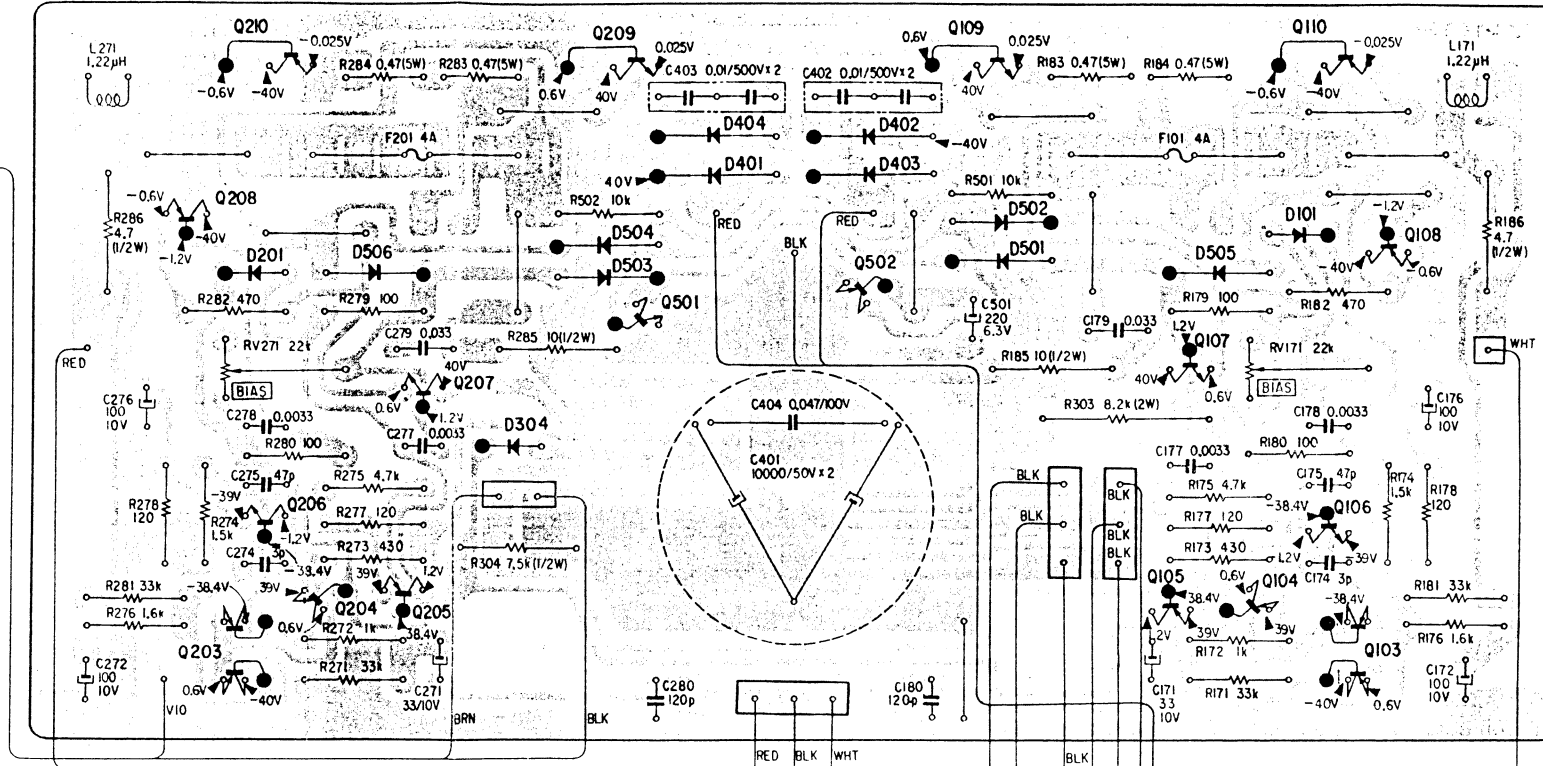 Q210
Q209
Q109
Q110
L271
1.22μH
-0.025V
-0.6V
-40V
R284 0.47(5W)
R283 0.47(5W)
0.025V
0.6V
40V
C403 0.01/500V×2
C402 0.01/500V×2
0.6V
0.025V
40V
R183 0.47(5W)
R184 0.47(5W)
-0.025V
-0.6V
-40V
L171
1.22μH
F201 4A
D404
D402
-40V
F101 4A
D401
D403
40V
-0.6V
Q208
R286
4.7
(1/2W)
-40V
-1.2V
R502 10k
R501 10k
RED
RED
BLK
D504
D502
D101
-1.2V
Q108
R186
4.7
(1/2W)
D201
D506
D503
Q502
D501
D505
-40V
-0.6V
R282 470
R279 100
Q501
C501
220
6.3V
R179 100
R182 470
C279 0.033
R285 10(1/2W)
C179 0.033
1.2V
Q107
RED
RV271 22k
BIAS
40V
Q207
0.6V
1.2V
R185 10(1/2W)
40V
0.6V
RV171 22k
BIAS
WHT
C276
100
10V
C278 0.0033
C277 0.0033
D304
C404 0.047/100V
R303 8.2k(2W)
C178 0.0033
C176
100
10V
R280 100
C401
10000/50V×2
C177 0.0033
R180 100
C275 47p
R275 4.7k
BLK
BLK
R175 4.7k
C175 47p
R278
120
R274
1.5k
-39V
Q206
-1.2V
R277 120
BLK
BLK
R177 120
-38.4V
Q106
R174
1.5k
R178
120
C274 3p
R273 430
R304 7.5k(1/2W)
BLK
R173 430
1.2V
-39V
C174 3p
R281 33k
-38.4V
39V
38.4V
39V
1.2V
Q105
38.4V
0.6V
Q104
-38.4V
R181 33k
R276 1.6k
0.6V
Q204
Q205
R272 1k
38.4V
1.2V
39V
39V
R172 1k
R176 1.6k
Q203
Q103
C272
100
10V
0.6V
-40V
R271 33k
C271
33/10V
C280
120p
C180
120p
C171
33
10V
R171 33k
-40V
0.6V
C172
100
10V
V10
BRN
BLK
RED
BLK
WHT
BLK